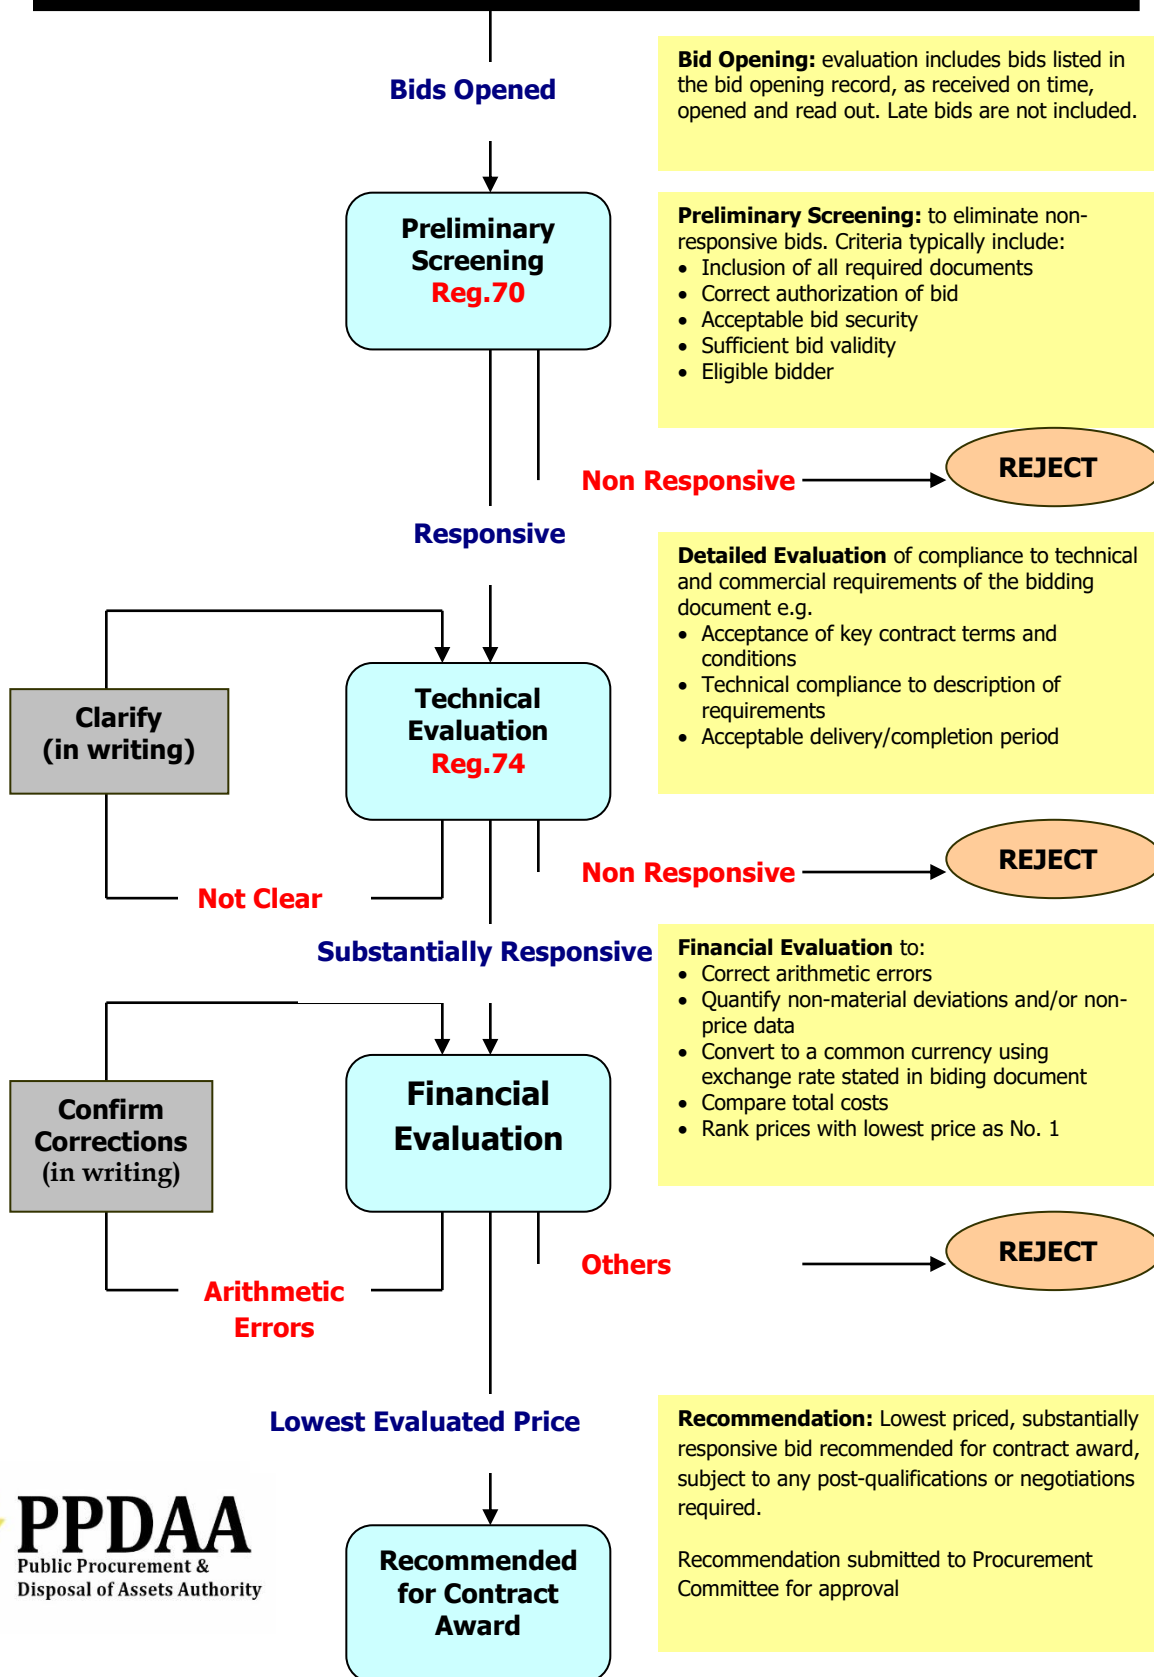 Bids Opened
Bid Opening: evaluation includes bids listed in
the bid opening record, as received on time,
opened and read out. Late bids are not included.
Preliminary
Screening
Reg.70
Preliminary Screening: to eliminate non-
responsive bids. Criteria typically include:
• Inclusion of all required documents
• Correct authorization of bid
• Acceptable bid security
• Sufficient bid validity
• Eligible bidder
Non Responsive
REJECT
Responsive
Detailed Evaluation of compliance to technical
and commercial requirements of the bidding
document e.g.
• Acceptance of key contract terms and
conditions
• Technical compliance to description of
requirements
• Acceptable delivery/completion period
Clarify
(in writing)
Technical
Evaluation
Reg.74
Non Responsive
REJECT
Not Clear
Substantially Responsive
Financial Evaluation to:
• Correct arithmetic errors
• Quantify non-material deviations and/or non-
price data
• Convert to a common currency using
exchange rate stated in biding document
• Compare total costs
• Rank prices with lowest price as No. 1
Confirm
Corrections
(in writing)
Financial
Evaluation
Others
REJECT
Arithmetic
Errors
Lowest Evaluated Price
Recommendation: Lowest priced, substantially
responsive bid recommended for contract award,
subject to any post-qualifications or negotiations
required.
Recommendation submitted to Procurement
Committee for approval
PPDAA
Public Procurement &
Disposal of Assets Authority
Recommended
for Contract
Award